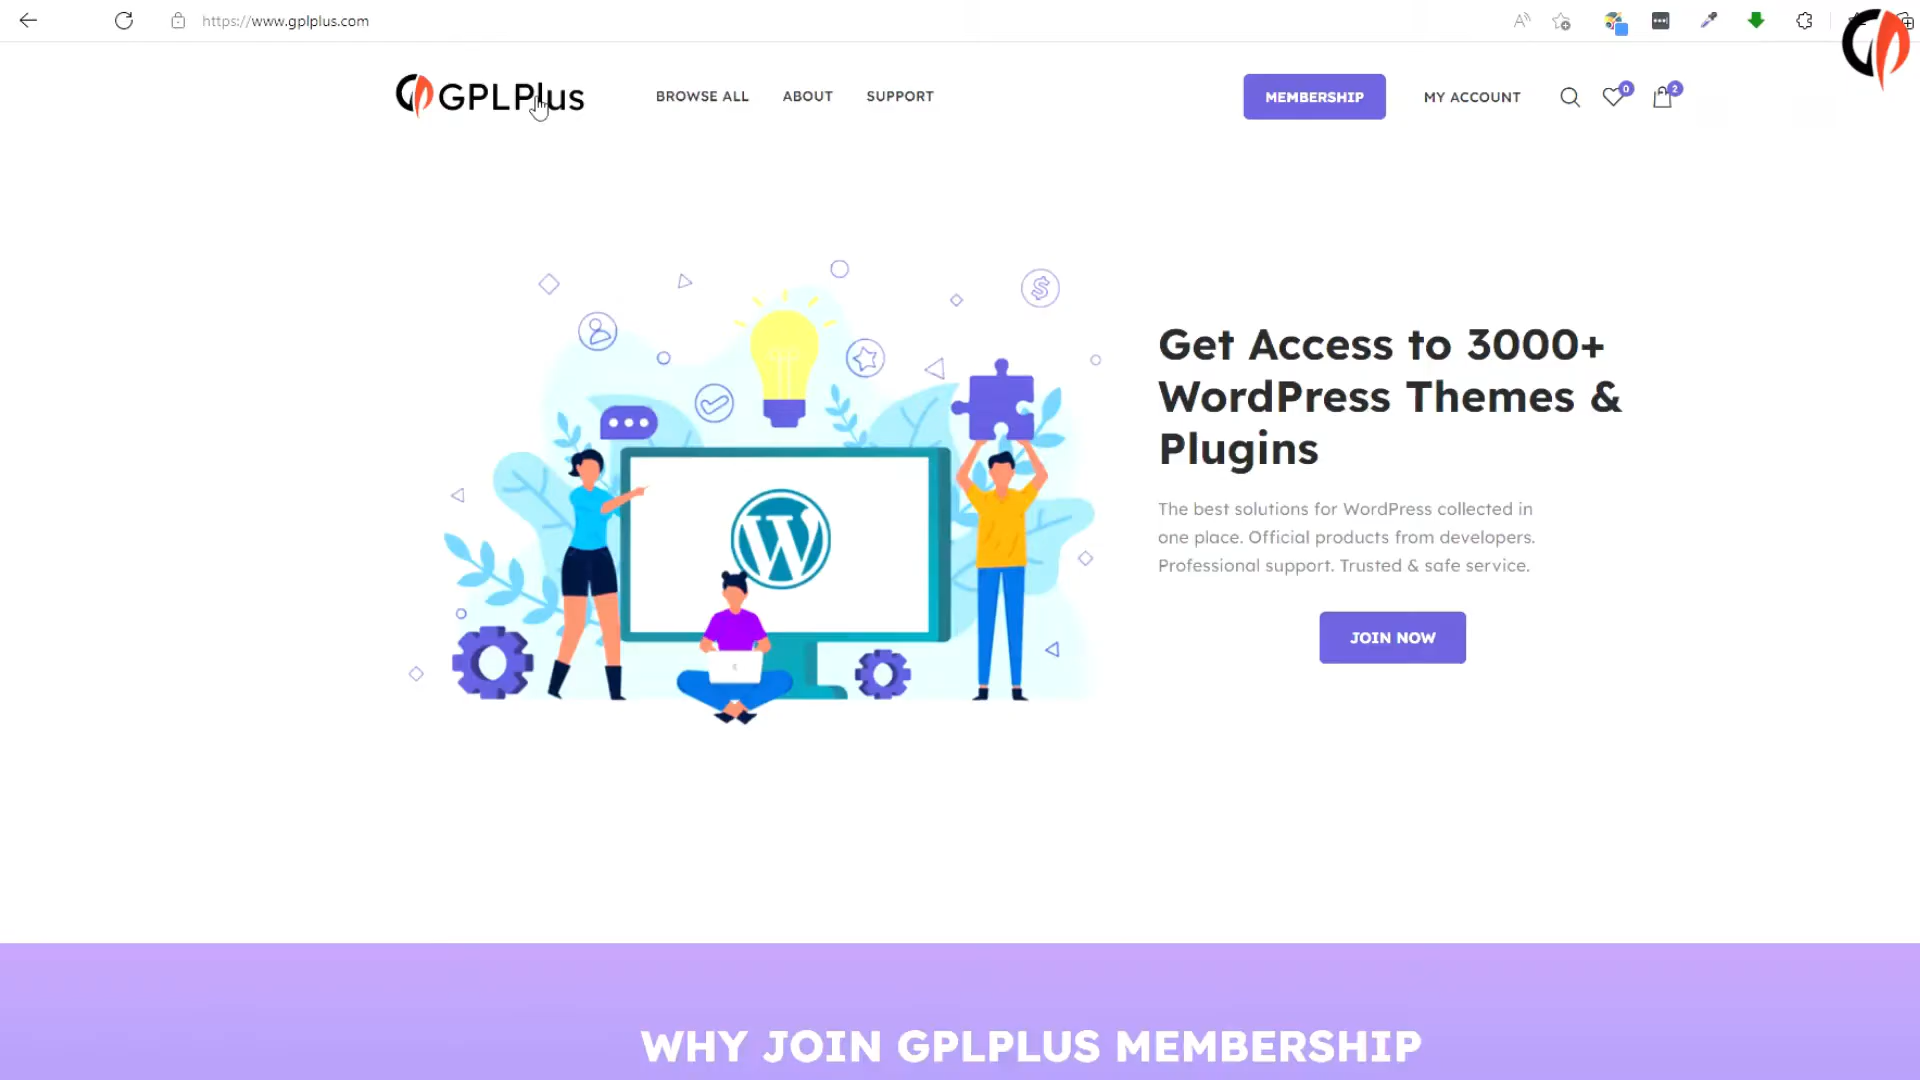 https://www.gplplus.com
GPLPlus
BROWSE ALL
ABOUT
SUPPORT
MEMBERSHIP
MY ACCOUNT
0
2
Get Access to 3000+
WordPress Themes &
Plugins
The best solutions for WordPress collected in
one place. Official products from developers.
Professional support. Trusted & safe service.
JOIN NOW
WHY JOIN GPLPLUS MEMBERSHIP